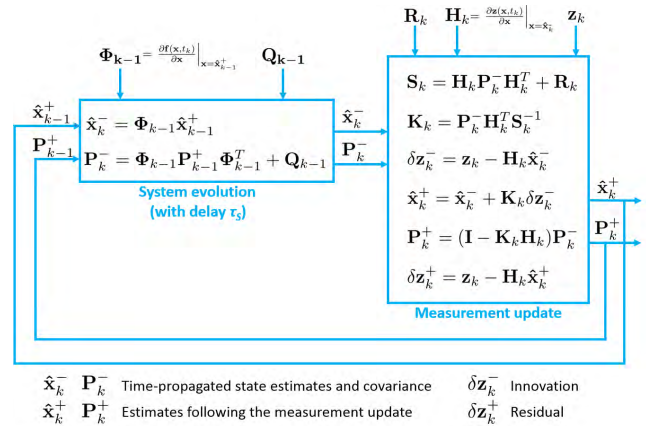 R_k H_k = ∂z(x,t_k)/∂x |_{x=x̂_k^-} z_k
Φ_{k−1} = ∂f(x,t_k)/∂x |_{x=x̂_{k−1}^+} Q_{k−1}
S_k = H_k P_k^- H_k^T + R_k
x̂_{k−1}^+ x̂_k^- = Φ_{k−1} x̂_{k−1}^+ x̂_k^- K_k = P_k^- H_k^T S_k^{−1}
P_{k−1}^+ P_k^- = Φ_{k−1} P_{k−1}^+ Φ_{k−1}^T + Q_{k−1} P_k^- δz_k^- = z_k − H_k x̂_k^-
System evolution
(with delay τ_S)
x̂_k^+ = x̂_k^- + K_k δz_k^- x̂_k^+
P_k^+ = (I − K_k H_k) P_k^- P_k^+
δz_k^+ = z_k − H_k x̂_k^+
Measurement update
x̂_k^- P_k^- Time-propagated state estimates and covariance δz_k^- Innovation
x̂_k^+ P_k^+ Estimates following the measurement update δz_k^+ Residual